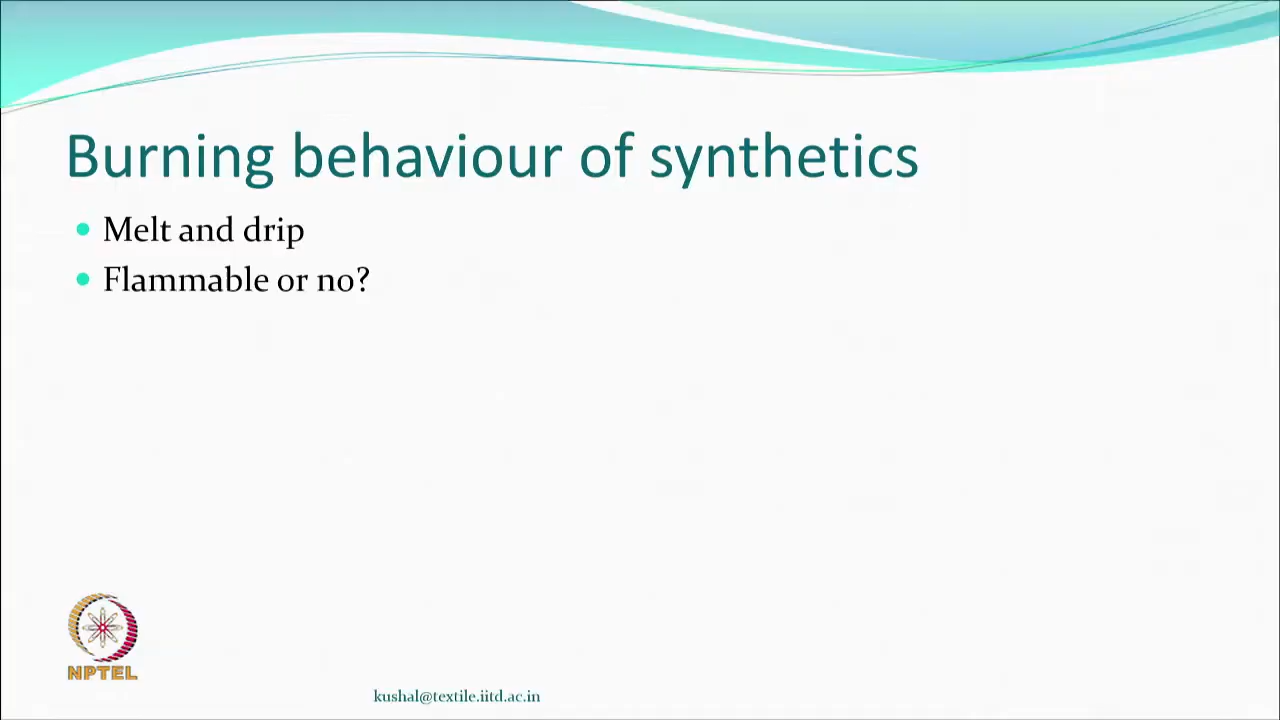 Burning behaviour of synthetics
Melt and drip
Flammable or no?
NPTEL
kushal@textile.iitd.ac.in